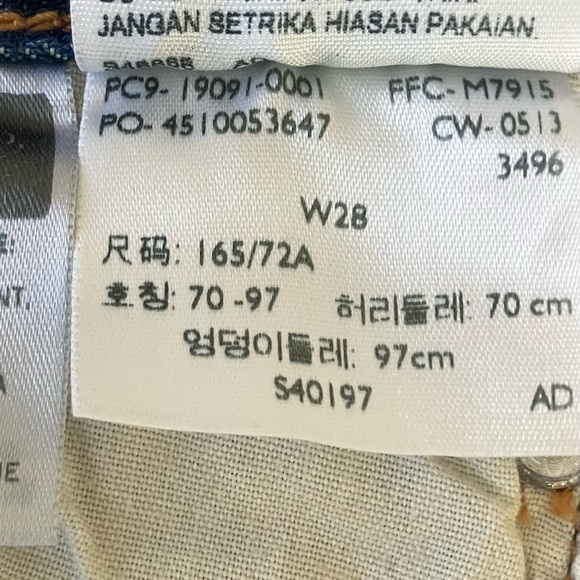 JANGAN SETRIKA HIASAN PAKAIAN.
PC9- 19091-0001 FFC- M7915
PO- 4510053647 CW- 0513
3496
W28
尺码: 165/72A
호칭: 70 -97 허리둘레: 70 cm
엉덩이둘레: 97cm
S40197 AD
NT.